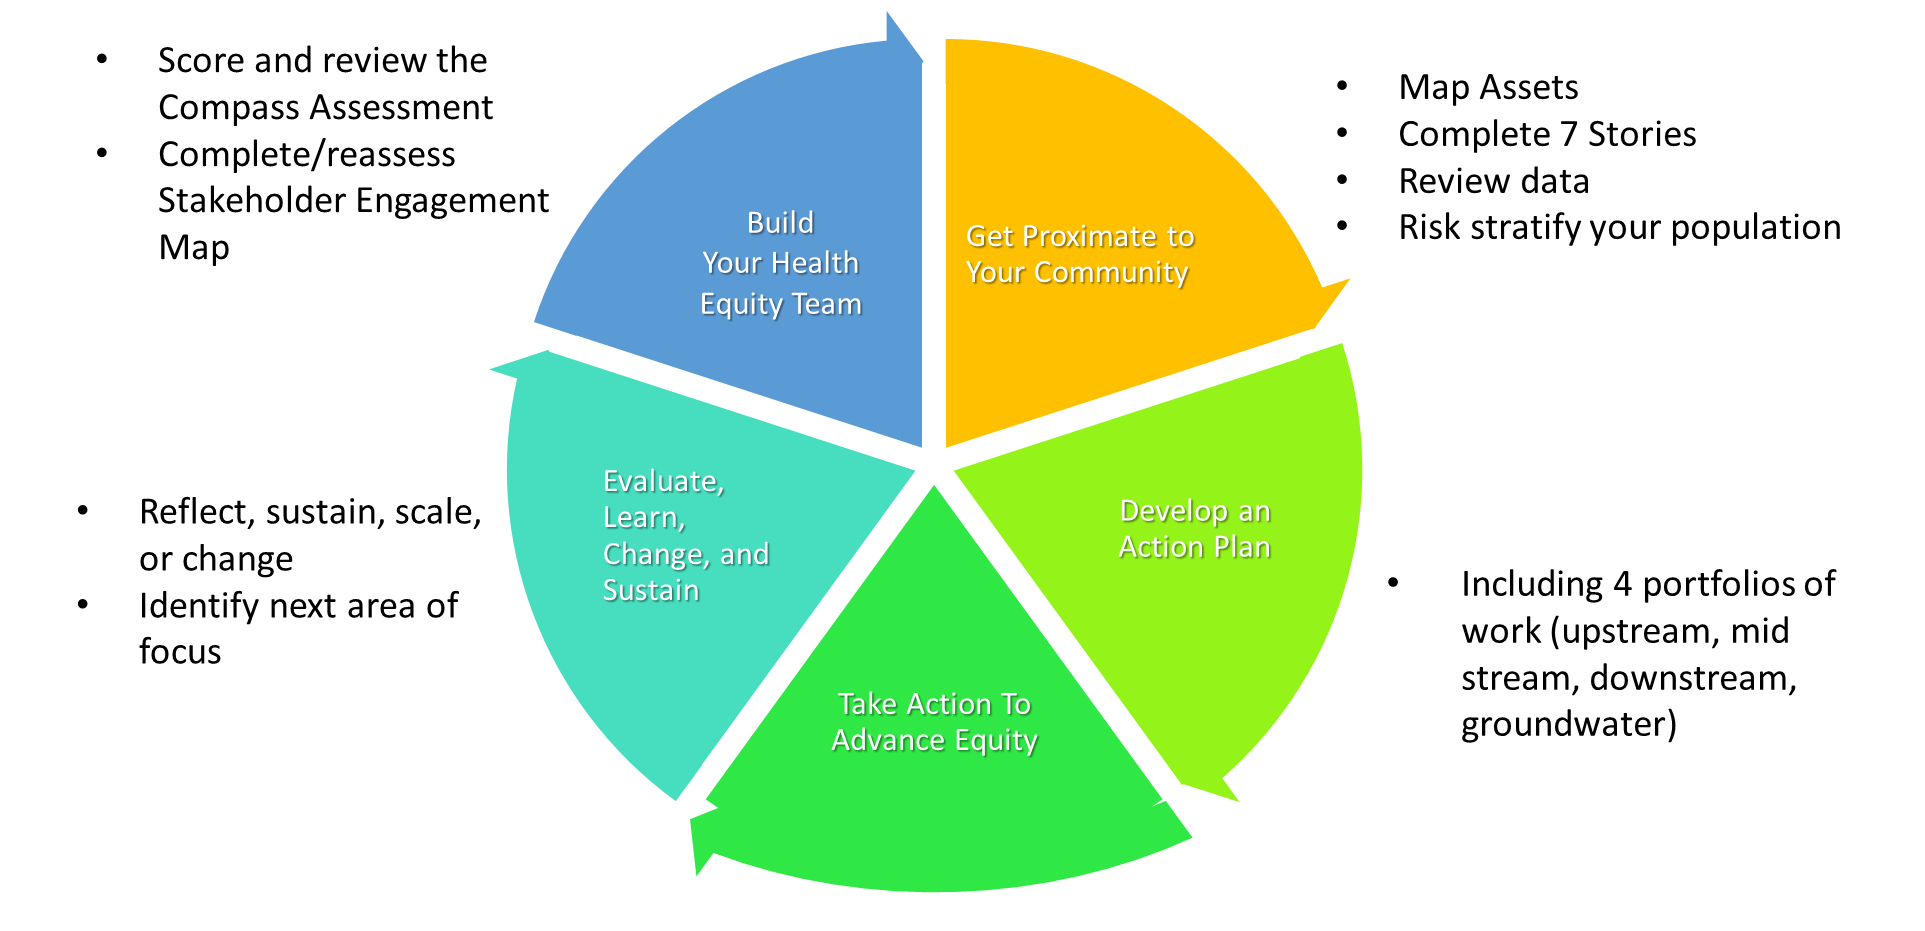 • Score and review the
Compass Assessment
• Complete/reassess
Stakeholder Engagement
Map
Build
Your Health
Equity Team
Get Proximate to
Your Community
• Map Assets
• Complete 7 Stories
• Review data
• Risk stratify your population
• Reflect, sustain, scale,
or change
• Identify next area of
focus
Evaluate,
Learn,
Change, and
Sustain
Develop an
Action Plan
• Including 4 portfolios of
work (upstream, mid
stream, downstream,
groundwater)
Take Action To
Advance Equity